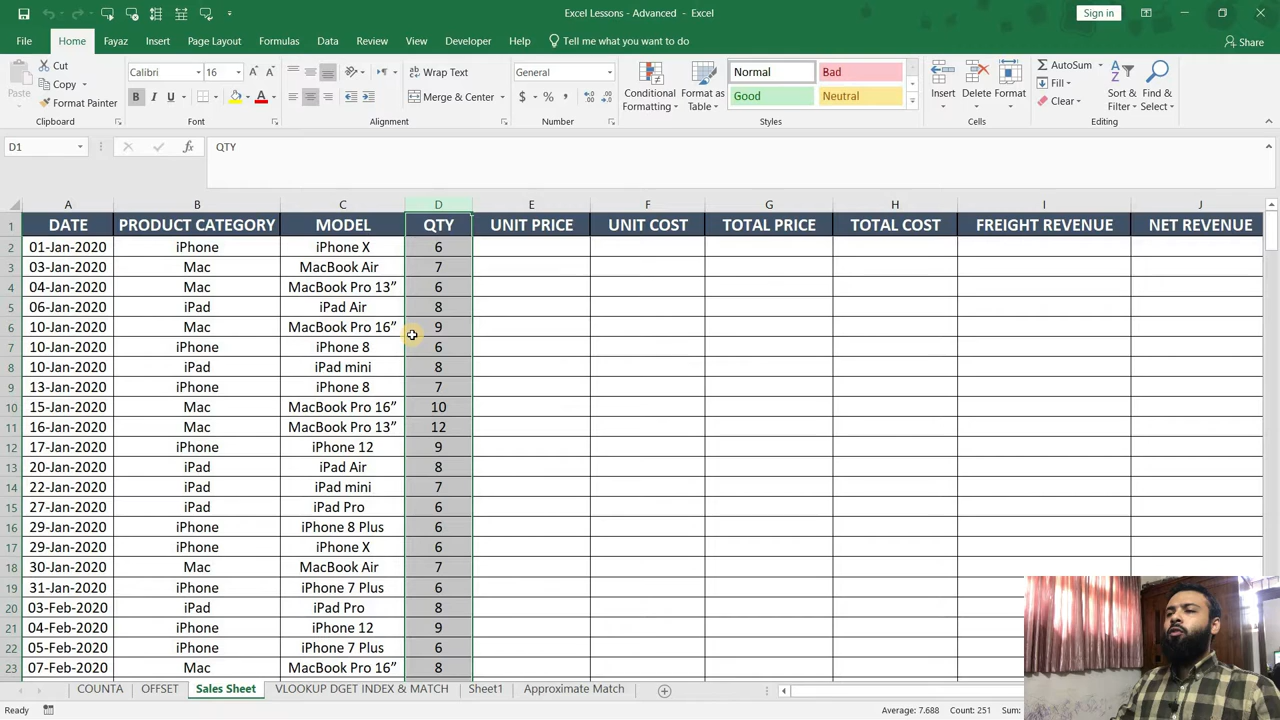 Excel Lessons - Advanced - Excel
Sign in
File Home Fayaz Insert Page Layout Formulas Data Review View Developer Help Tell me what you want to do Share
Paste
Cut
Copy
Format Painter
Clipboard
Calibri 16
B I U
Font
Wrap Text
Merge & Center
Alignment
General
$ % ,
Number
Conditional Formatting
Format as Table
Normal Bad
Good Neutral
Styles
Insert Delete Format
Cells
AutoSum
Fill
Clear
Sort & Filter
Find & Select
Editing
D1 fx QTY
A B C D E F G H I J
1 DATE PRODUCT CATEGORY MODEL QTY UNIT PRICE UNIT COST TOTAL PRICE TOTAL COST FREIGHT REVENUE NET REVENUE
2 01-Jan-2020 iPhone iPhone X 6
3 03-Jan-2020 Mac MacBook Air 7
4 04-Jan-2020 Mac MacBook Pro 13” 6
5 06-Jan-2020 iPad iPad Air 8
6 10-Jan-2020 Mac MacBook Pro 16” 9
7 10-Jan-2020 iPhone iPhone 8 6
8 10-Jan-2020 iPad iPad mini 8
9 13-Jan-2020 iPhone iPhone 8 7
10 15-Jan-2020 Mac MacBook Pro 16” 10
11 16-Jan-2020 Mac MacBook Pro 13” 12
12 17-Jan-2020 iPhone iPhone 12 9
13 20-Jan-2020 iPad iPad Air 8
14 22-Jan-2020 iPad iPad mini 7
15 27-Jan-2020 iPad iPad Pro 6
16 29-Jan-2020 iPhone iPhone 8 Plus 6
17 29-Jan-2020 iPhone iPhone X 6
18 30-Jan-2020 Mac MacBook Air 7
19 31-Jan-2020 iPhone iPhone 7 Plus 6
20 03-Feb-2020 iPad iPad Pro 8
21 04-Feb-2020 iPhone iPhone 12 9
22 05-Feb-2020 iPhone iPhone 7 Plus 6
23 07-Feb-2020 Mac MacBook Pro 16” 8
COUNTA OFFSET Sales Sheet VLOOKUP DGET INDEX & MATCH Sheet1 Approximate Match
Ready Average: 7.688 Count: 251 Sum: